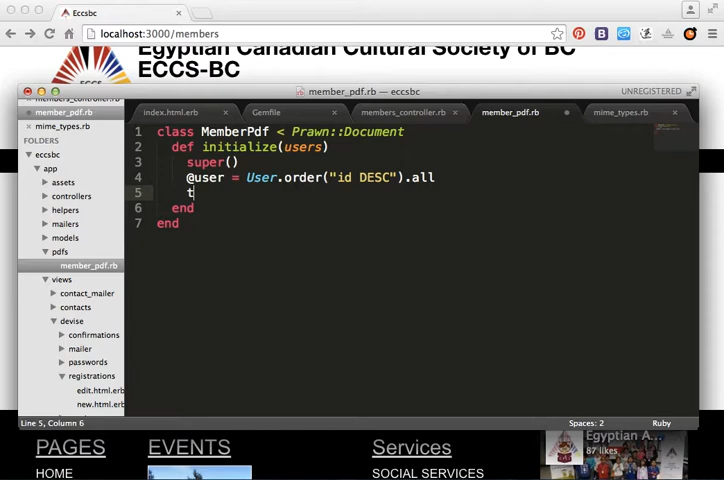 Eccsbc
localhost:3000/members
Egyptian Canadian Cultural Society of BC
ECCS-BC
member_pdf.rb — eccsbc
UNREGISTERED
members_controller.rb
member_pdf.rb
mime_types.rb
FOLDERS
eccsbc
app
assets
controllers
helpers
mailers
models
pdfs
member_pdf.rb
views
contact_mailer
contacts
devise
confirmations
mailer
passwords
registrations
edit.html.erb
new.html.erb
index.html.erb
Gemfile
members_controller.rb
member_pdf.rb
mime_types.rb
1 class MemberPdf < Prawn::Document
2 def initialize(users)
3 super()
4 @user = User.order("id DESC").all
5 t
6 end
7 end
Line 5, Column 6
Spaces: 2
Ruby
PAGES
EVENTS
Services
HOME
SOCIAL SERVICES
Egyptian A...
87 likes